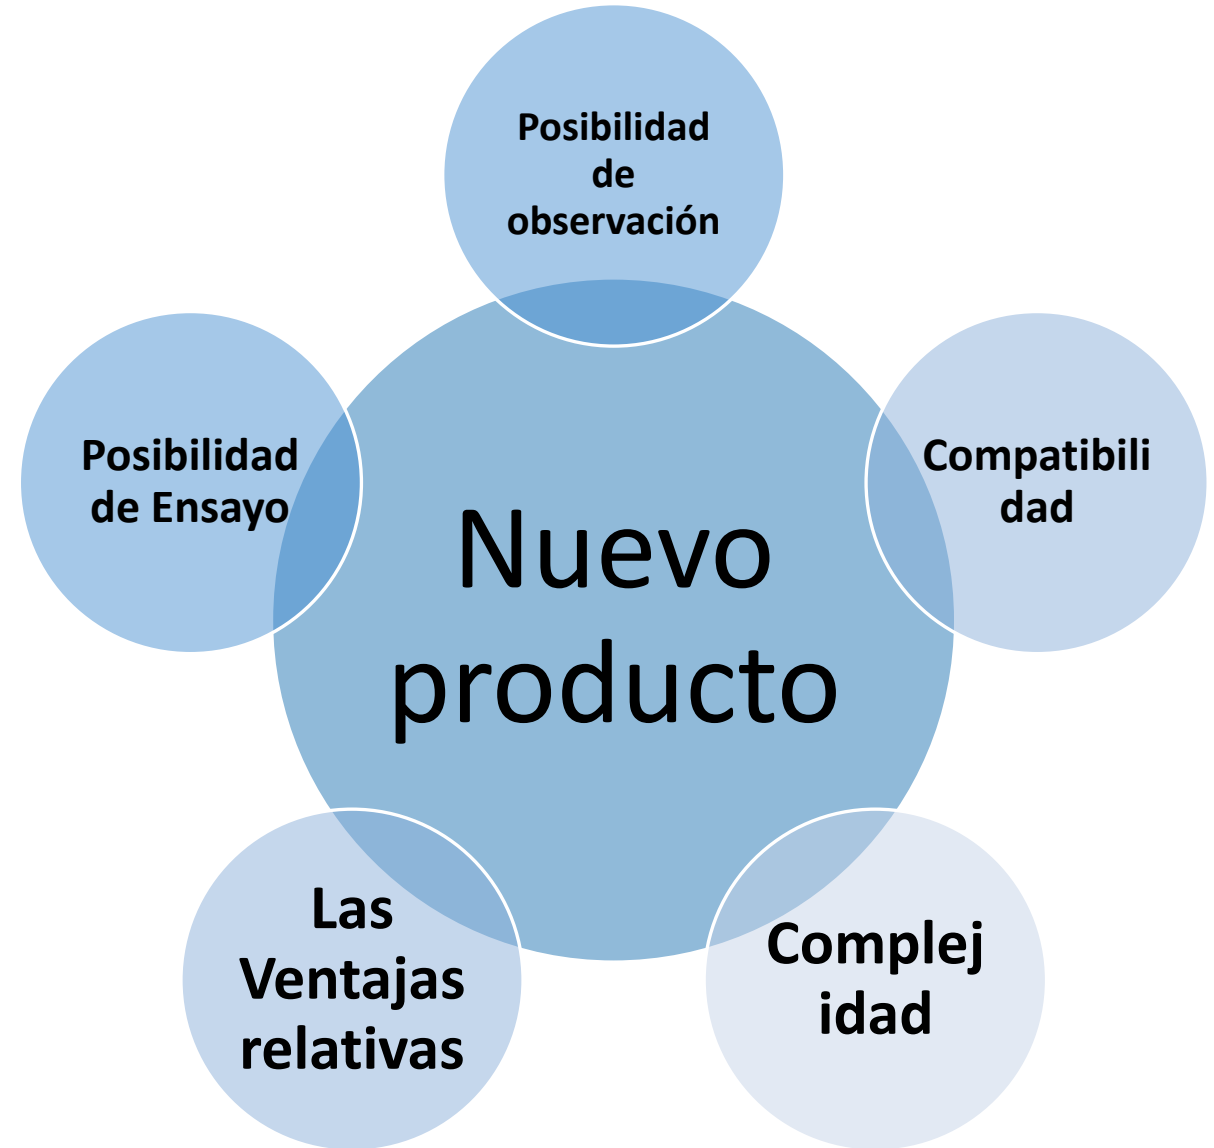 Posibilidad
de
observación
Posibilidad
de Ensayo
Compatibili
dad
Nuevo
producto
Las
Ventajas
relativas
Complej
idad